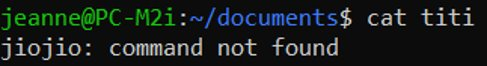 jeanne@PC-M2i:~/documents$ cat titi
jiojio: command not found